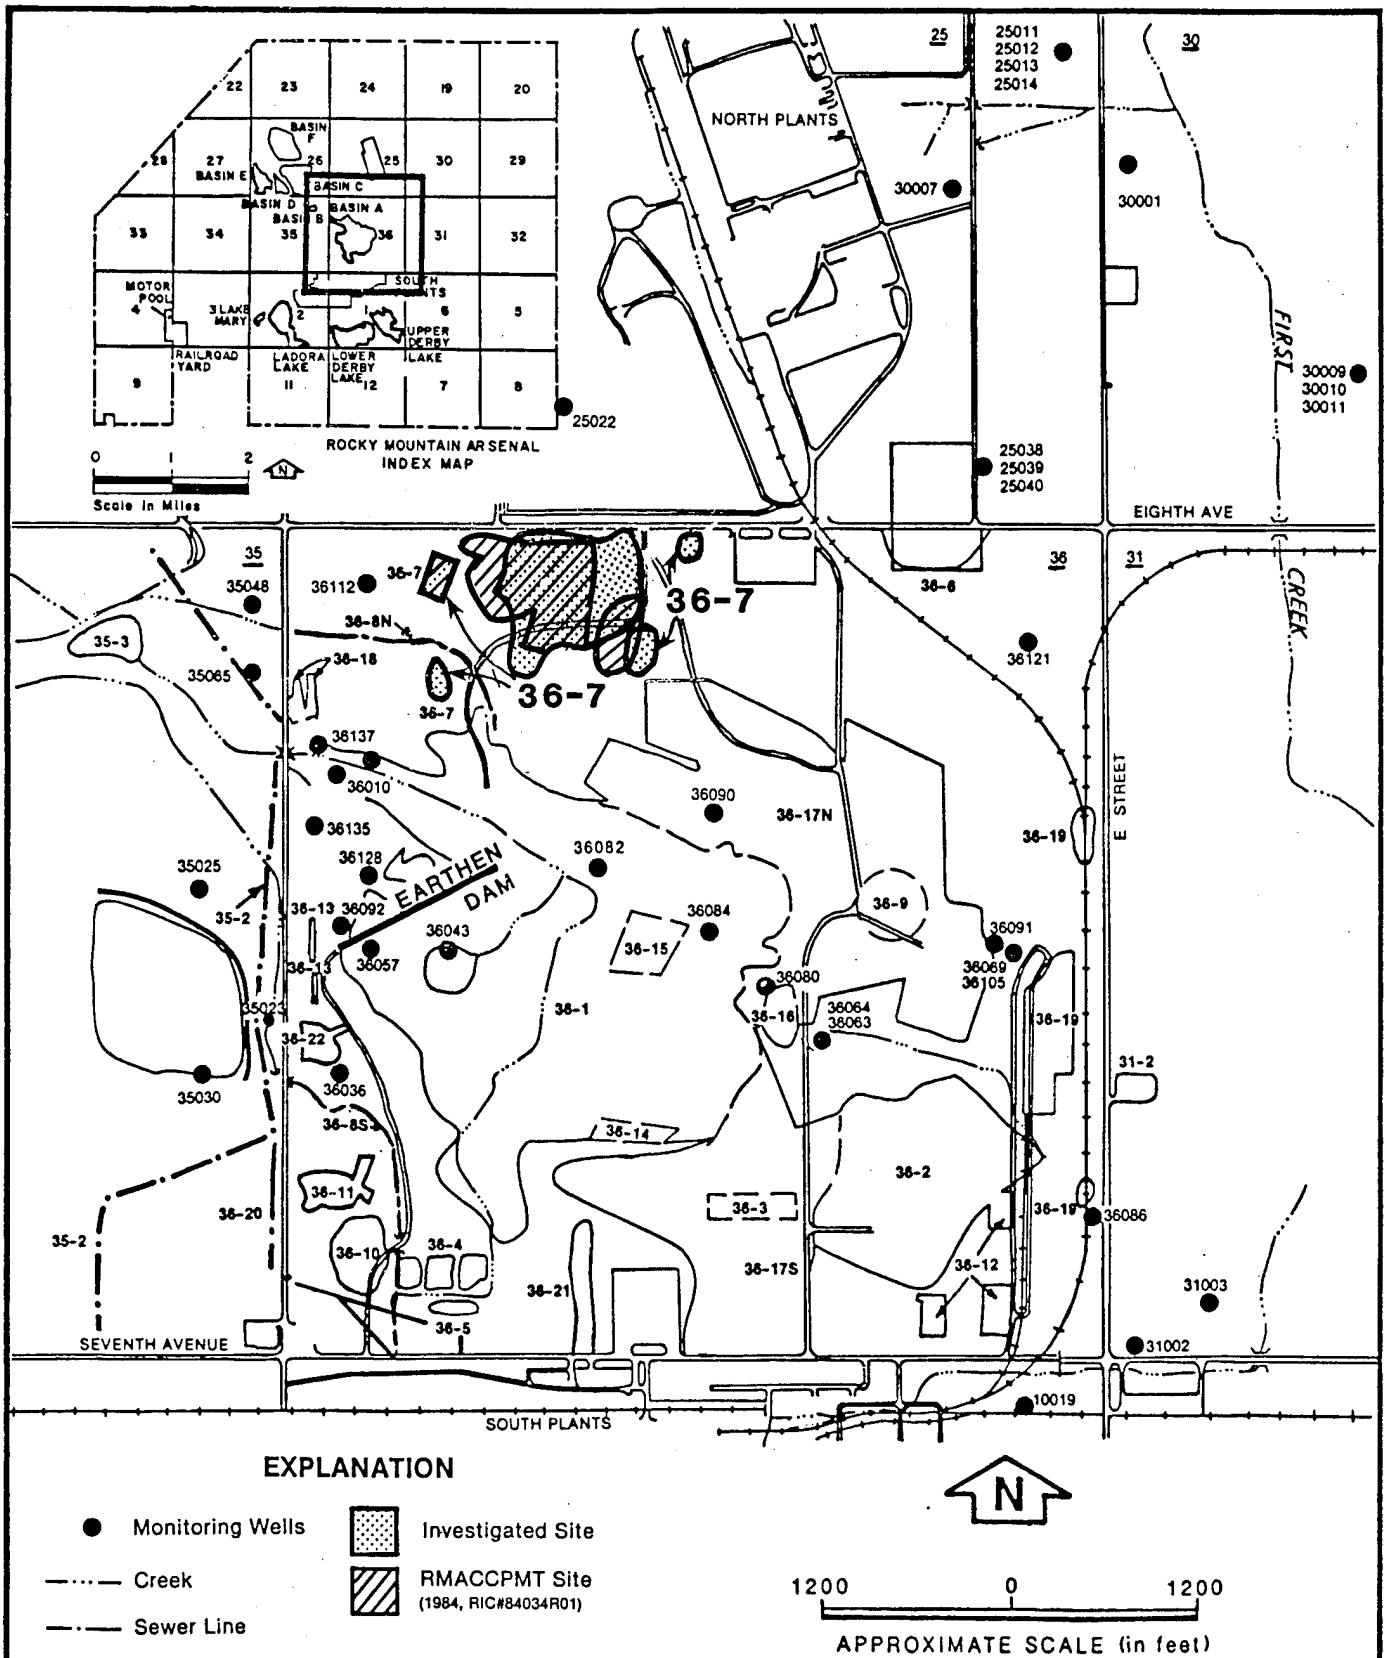 22
23
24
19
20
BASIN
F
28
27
26
25
30
29
BASIN E
BASIN C
BASIN D
BASIN A
BASIN B
33
34
35
36
31
32
MOTOR
POOL
4
SOUTH
PLANTS
3 LAKE
MARY
2
1
6
5
UPPER
DERBY
LAKE
RAILROAD
YARD
LADORA
LAKE
LOWER
DERBY
LAKE
9
11
12
7
8
25022
ROCKY MOUNTAIN ARSENAL
INDEX MAP
0 1 2
N
Scale in Miles
25
30
25011
25012
25013
25014
NORTH PLANTS
30007
30001
FIRST
30009
30010
30011
25038
25039
25040
EIGHTH AVE
35
36
31
35048
36112
36-7
36-7
36-6
CREEK
36-8N
35-3
36121
35065
36-18
36-7
36-7
36137
36010
36090
36-17N
E STREET
36-19
36135
36128
36082
35025
EARTHEN
DAM
35-2
36-13
36092
36043
36084
36-9
36091
36057
36-15
36-13
36069
36105
36080
35023
36-1
36-16
36064
36063
36-19
36-22
31-2
35030
36036
36-8S
36-14
36-2
36-11
36-3
36-20
36-19
36086
35-2
36-10
36-4
36-12
36-17S
36-21
31003
36-5
SEVENTH AVENUE
31002
10019
SOUTH PLANTS
EXPLANATION
N
Monitoring Wells
Investigated Site
Creek
RMACCPMT Site
(1984, RIC#84034R01)
Sewer Line
1200 0 1200
APPROXIMATE SCALE (in feet)